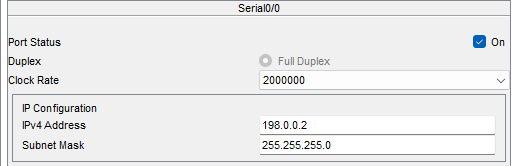 Serial0/0
Port Status On
Duplex Full Duplex
Clock Rate 2000000
IP Configuration
IPv4 Address 198.0.0.2
Subnet Mask 255.255.255.0